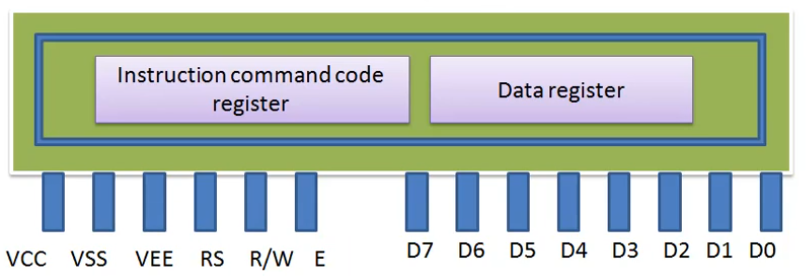 Instruction command code
register
Data register
VCC VSS VEE RS R/W E D7 D6 D5 D4 D3 D2 D1 D0